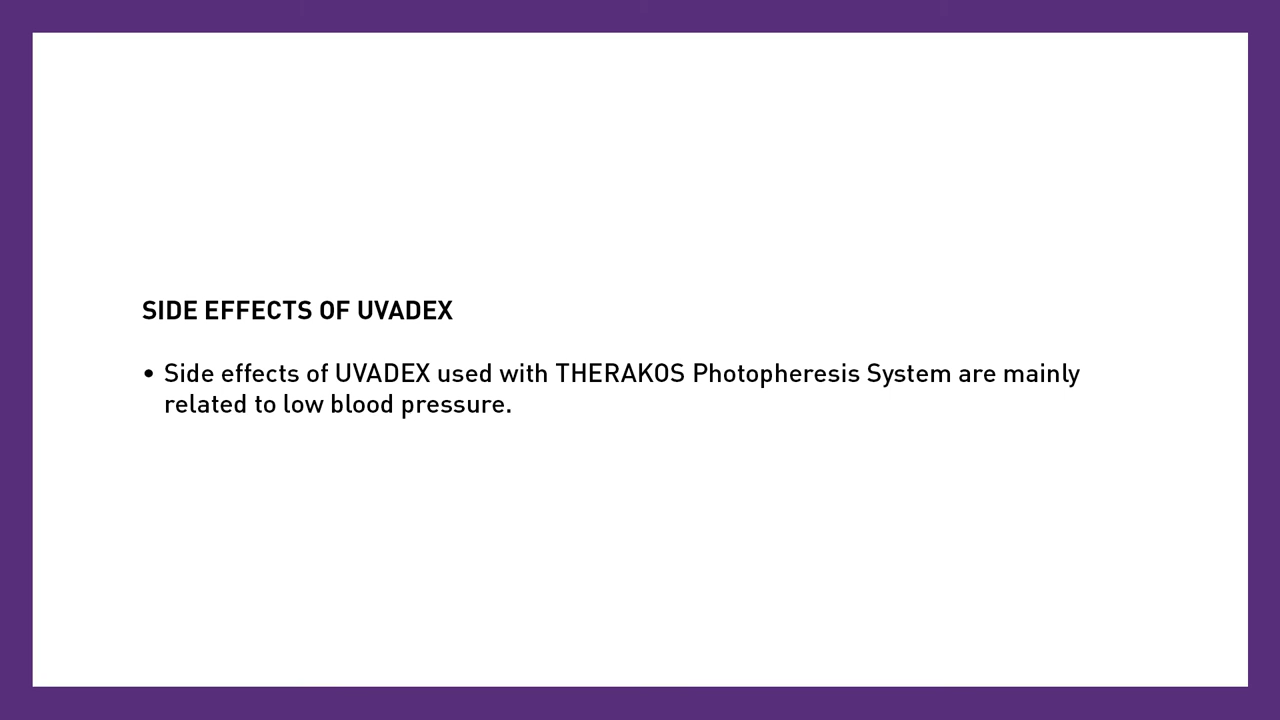 SIDE EFFECTS OF UVADEX
• Side effects of UVADEX used with THERAKOS Photopheresis System are mainly
related to low blood pressure.